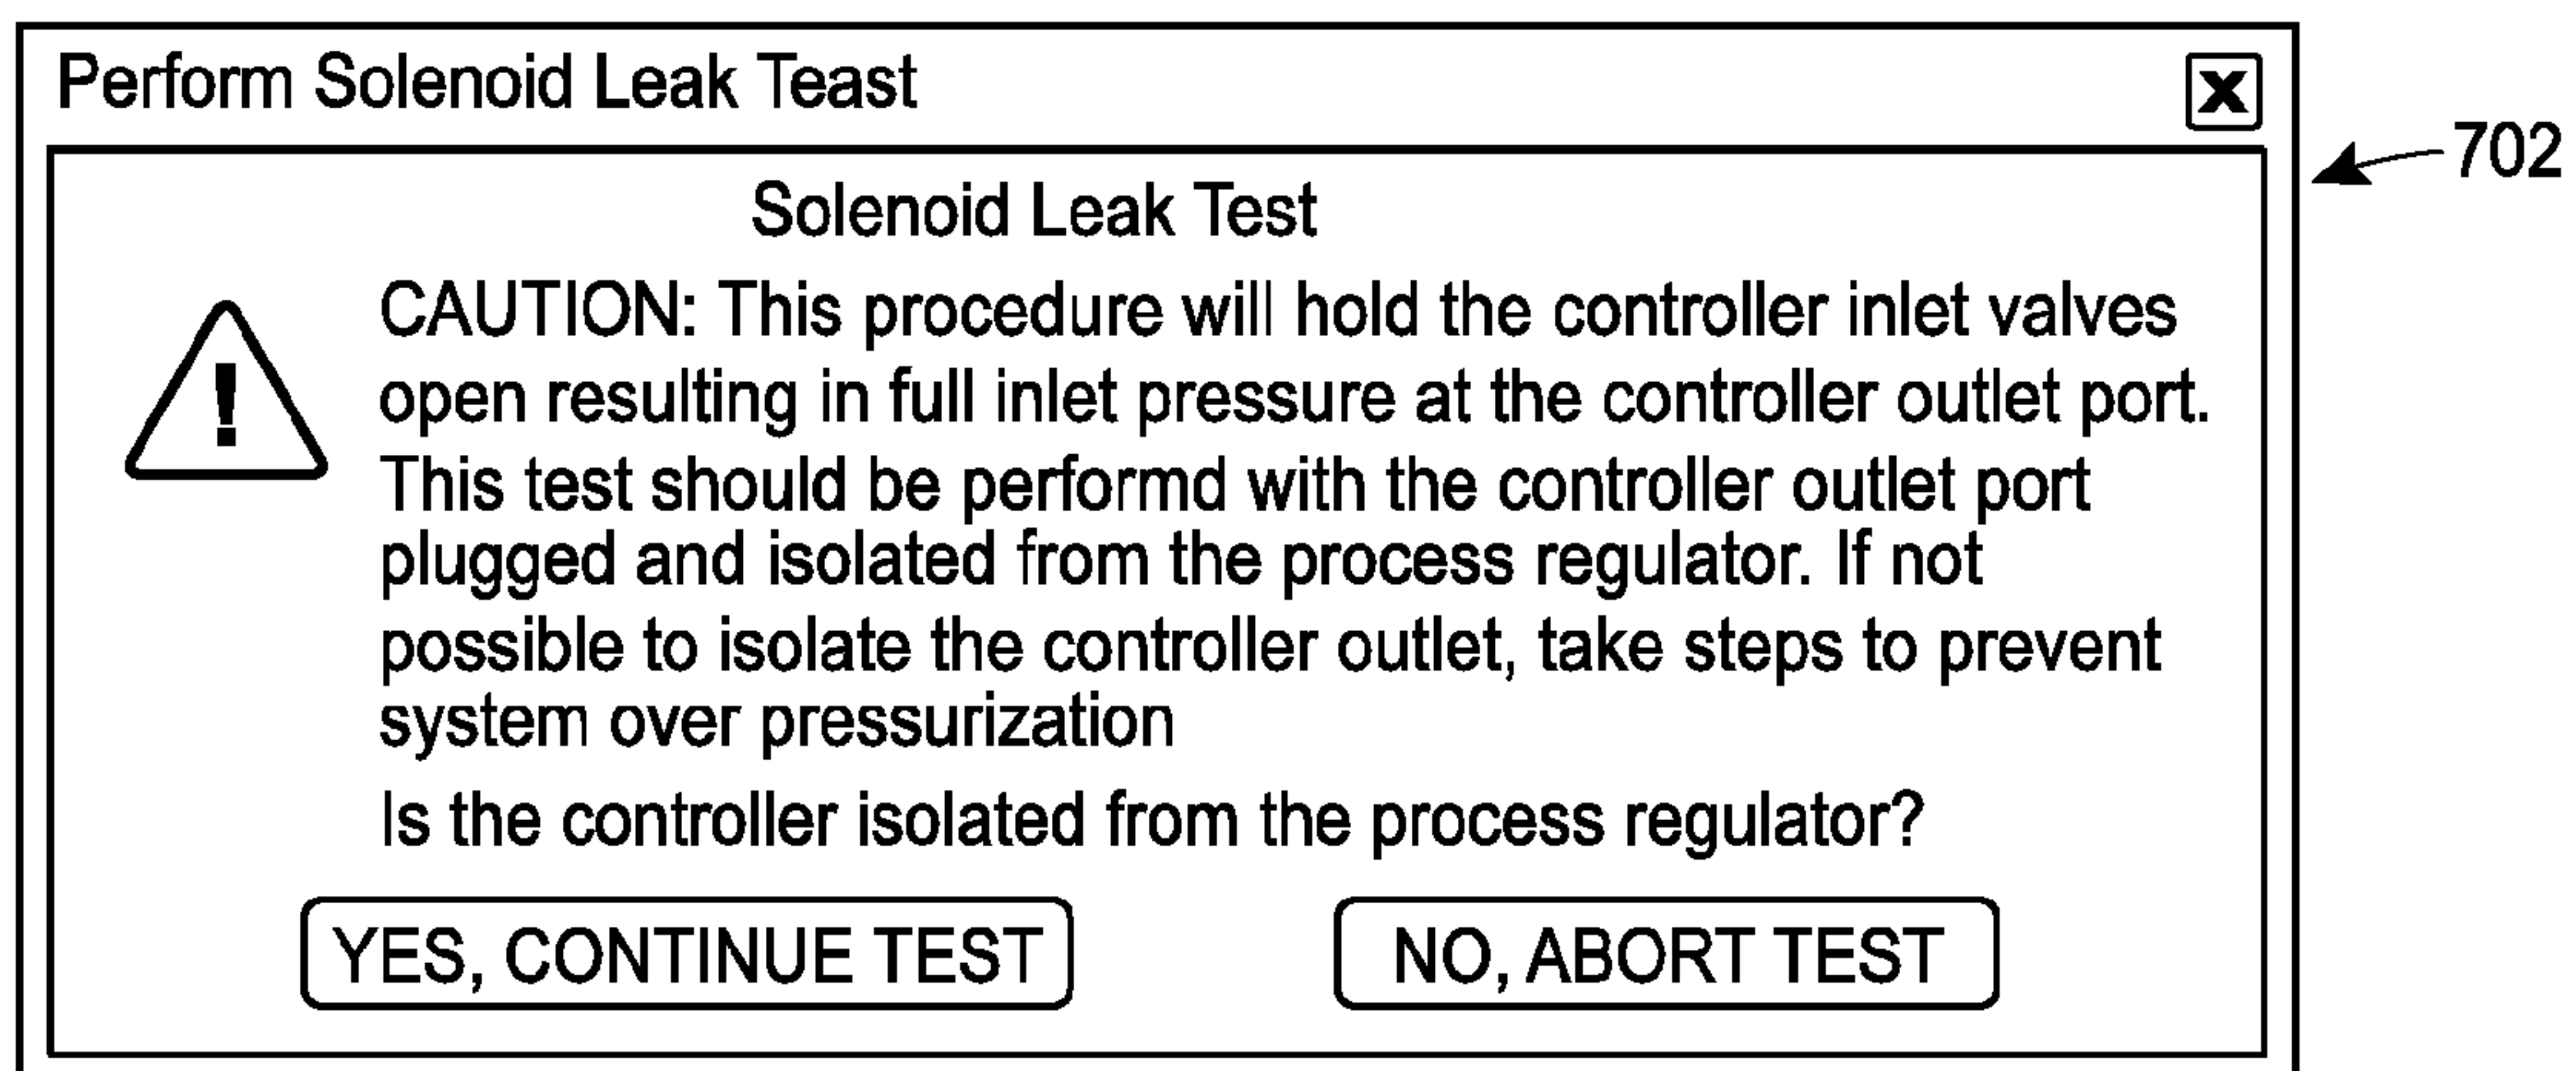 Perform Solenoid Leak Teast
X
702
Solenoid Leak Test
CAUTION: This procedure will hold the controller inlet valves
open resulting in full inlet pressure at the controller outlet port.
This test should be performd with the controller outlet port
plugged and isolated from the process regulator. If not
possible to isolate the controller outlet, take steps to prevent
system over pressurization
Is the controller isolated from the process regulator?
YES, CONTINUE TEST
NO, ABORT TEST